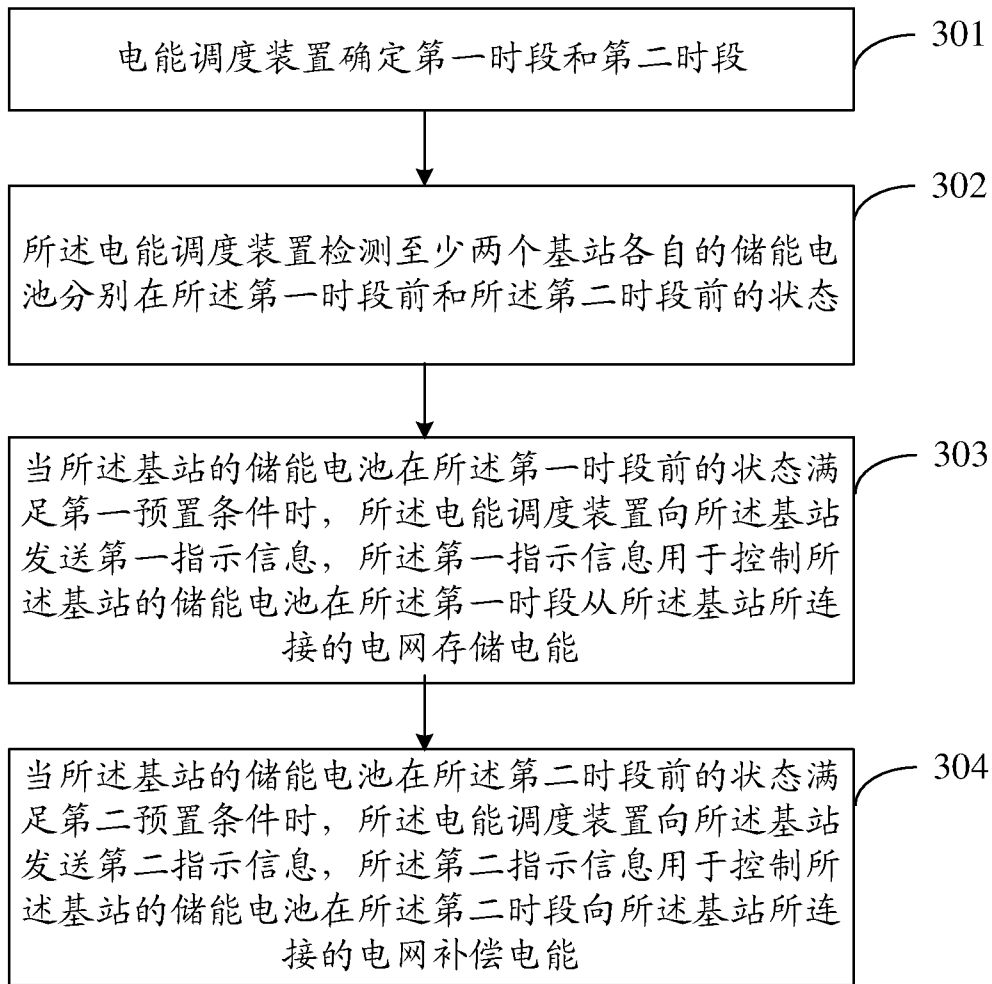 电能调度装置确定第一时段和第二时段
301
所述电能调度装置检测至少两个基站各自的储能电
池分别在所述第一时段前和所述第二时段前的状态
302
当所述基站的储能电池在所述第一时段前的状态满
足第一预置条件时，所述电能调度装置向所述基站
发送第一指示信息，所述第一指示信息用于控制所
述基站的储能电池在所述第一时段从所述基站所连
接的电网存储电能
303
当所述基站的储能电池在所述第二时段前的状态满
足第二预置条件时，所述电能调度装置向所述基站
发送第二指示信息，所述第二指示信息用于控制所
述基站的储能电池在所述第二时段向所述基站所连
接的电网补偿电能
304